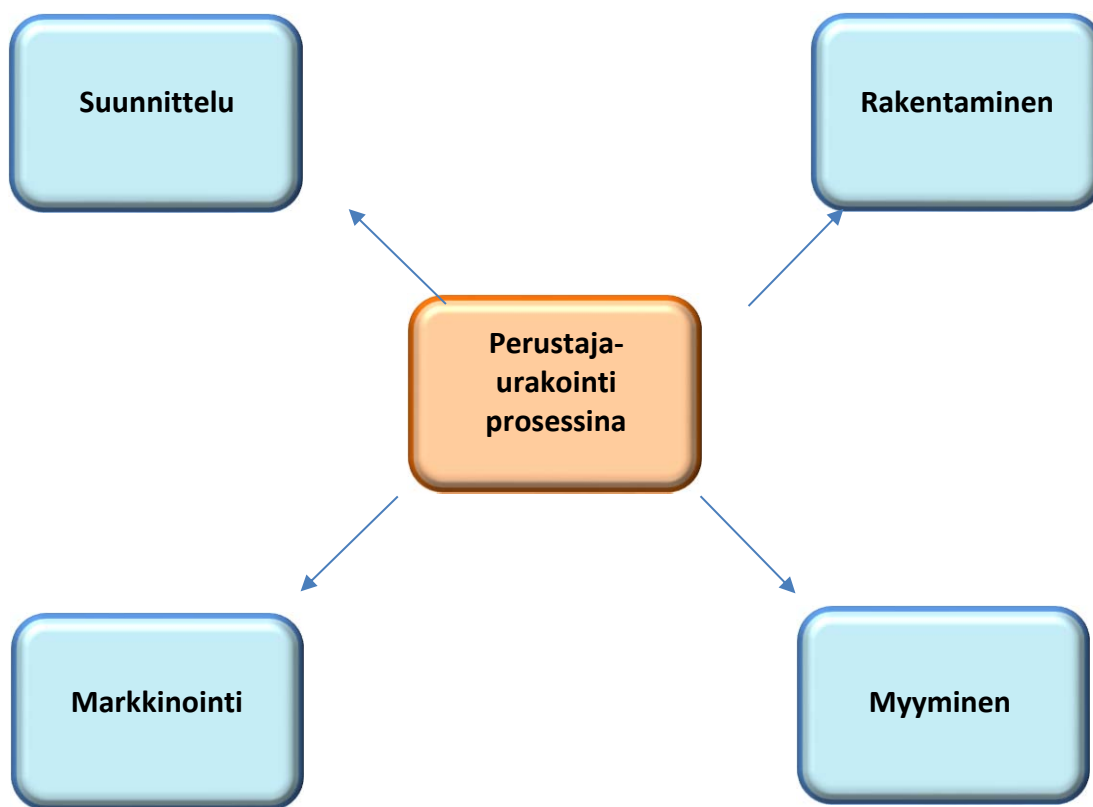 Suunnittelu
Rakentaminen
Perustaja-
urakointi
prosessina
Markkinointi
Myyminen